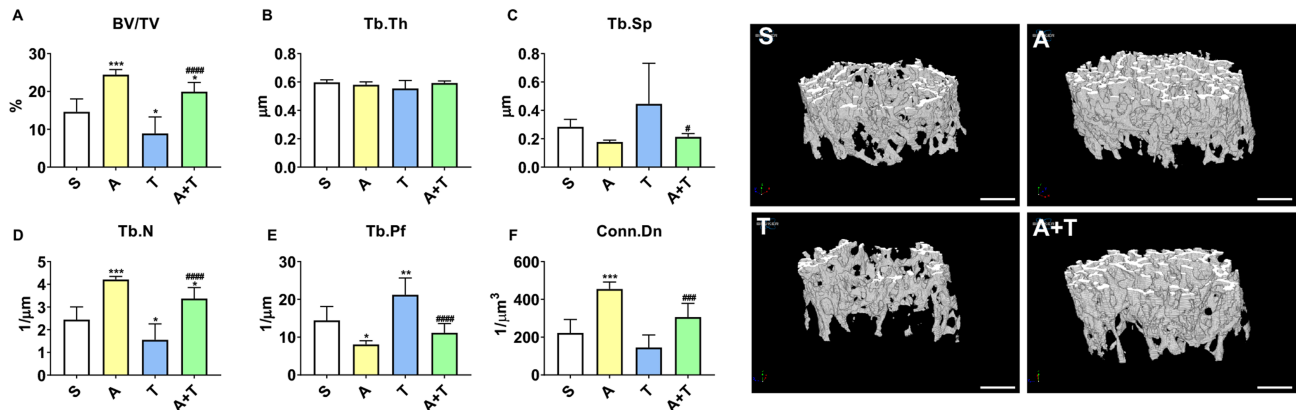 A
BV/TV
30
20
10
0
%
***
*
####
*
S
A
T
A+T
B
Tb.Th
0.8
0.6
0.4
0.2
0.0
μm
S
A
T
A+T
C
Tb.Sp
0.8
0.6
0.4
0.2
0.0
μm
#
S
A
T
A+T
D
Tb.N
5
4
3
2
1
0
1/μm
***
*
####
*
S
A
T
A+T
E
Tb.Pf
30
20
10
0
1/μm
*
**
####
S
A
T
A+T
F
Conn.Dn
600
400
200
0
1/μm³
***
###
S
A
T
A+T
S
A
T
A+T